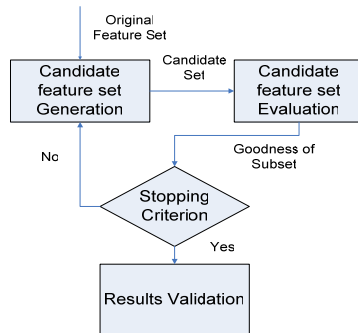 Original
Feature Set
Candidate
feature set
Generation
Candidate
Set
Candidate
feature set
Evaluation
No
Goodness of
Subset
Stopping
Criterion
Yes
Results Validation